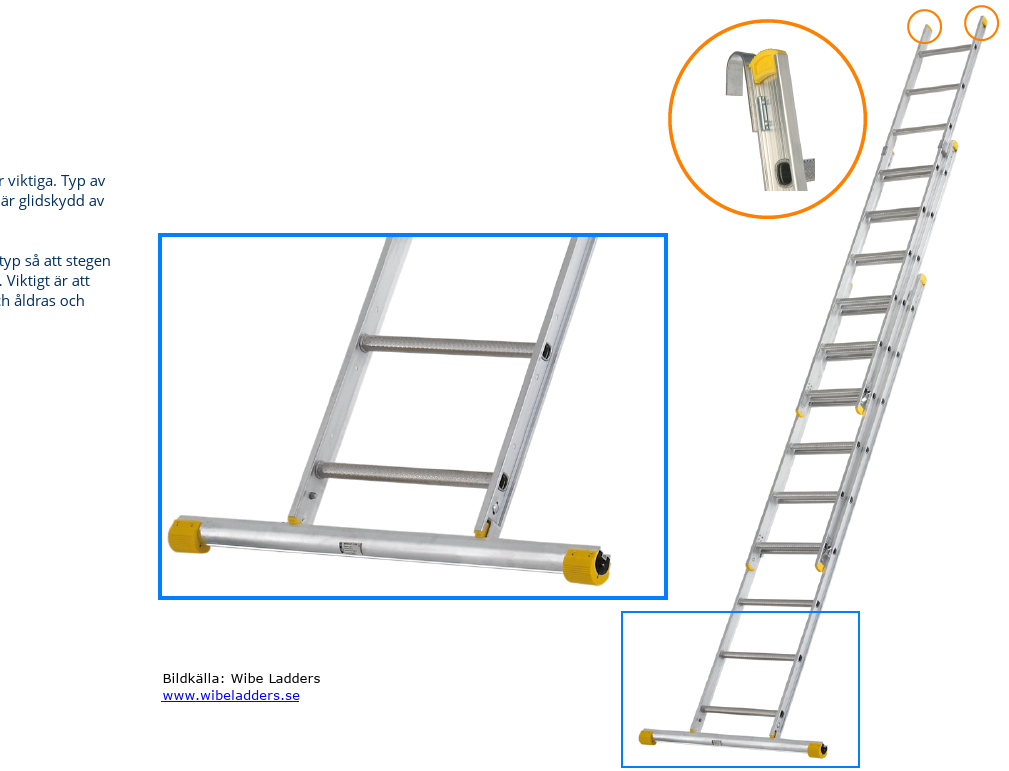 r viktiga. Typ av
är glidskydd av
typ så att stegen
. Viktigt är att
ch åldras och
Bildkälla: Wibe Ladders
www.wibeladders.se